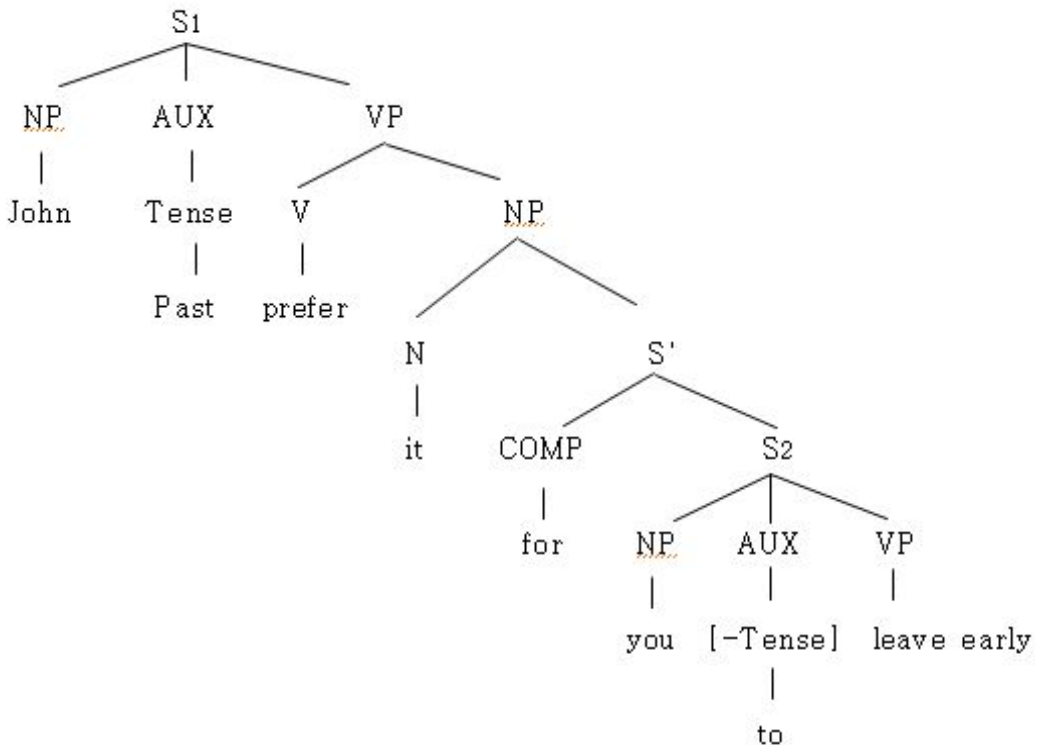 S1
NP AUX VP
John Tense V NP
Past prefer
N S'
it COMP S2
for NP AUX VP
you [-Tense] leave early
to